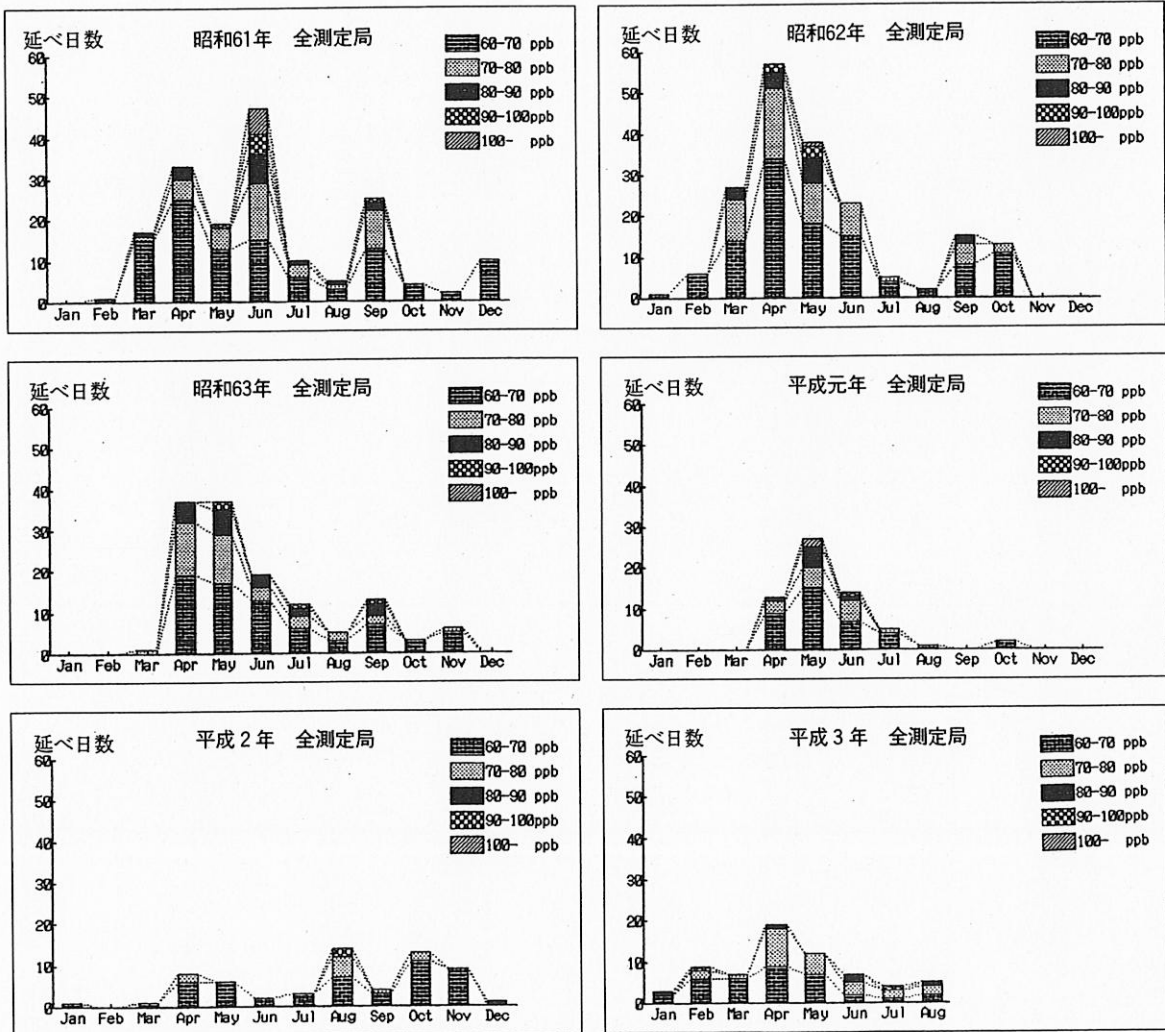 延べ日数 昭和61年 全測定局
60-70 ppb
70-80 ppb
80-90 ppb
90-100ppb
100- ppb
60
50
40
30
20
10
0
Jan Feb Mar Apr May Jun Jul Aug Sep Oct Nov Dec
延べ日数 昭和62年 全測定局
60-70 ppb
70-80 ppb
80-90 ppb
90-100ppb
100- ppb
60
50
40
30
20
10
0
Jan Feb Mar Apr May Jun Jul Aug Sep Oct Nov Dec
延べ日数 昭和63年 全測定局
60-70 ppb
70-80 ppb
80-90 ppb
90-100ppb
100- ppb
60
50
40
30
20
10
0
Jan Feb Mar Apr May Jun Jul Aug Sep Oct Nov Dec
延べ日数 平成元年 全測定局
60-70 ppb
70-80 ppb
80-90 ppb
90-100ppb
100- ppb
60
50
40
30
20
10
0
Jan Feb Mar Apr May Jun Jul Aug Sep Oct Nov Dec
延べ日数 平成2年 全測定局
60-70 ppb
70-80 ppb
80-90 ppb
90-100ppb
100- ppb
60
50
40
30
20
10
0
Jan Feb Mar Apr May Jun Jul Aug Sep Oct Nov Dec
延べ日数 平成3年 全測定局
60-70 ppb
70-80 ppb
80-90 ppb
90-100ppb
100- ppb
60
50
40
30
20
10
0
Jan Feb Mar Apr May Jun Jul Aug